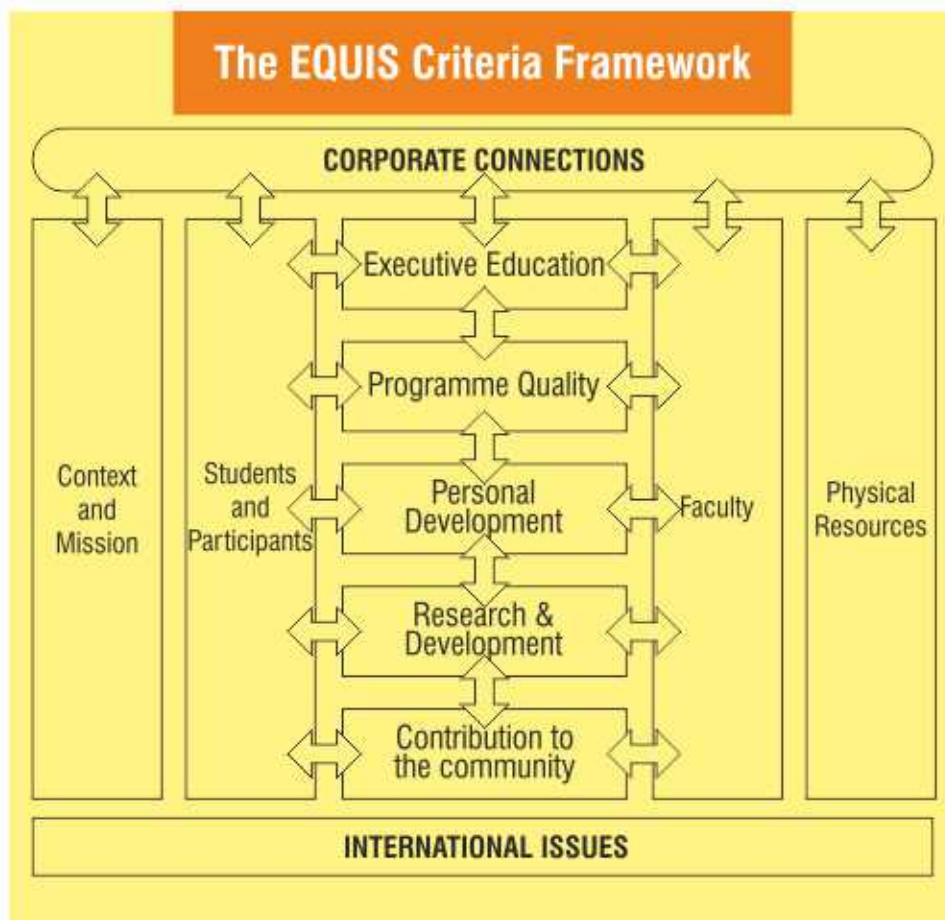 The EQUIS Criteria Framework
CORPORATE CONNECTIONS
Executive Education
Programme Quality
Context
and
Mission
Students
and
Participants
Personal
Development
Faculty
Physical
Resources
Research &
Development
Contribution to
the community
INTERNATIONAL ISSUES